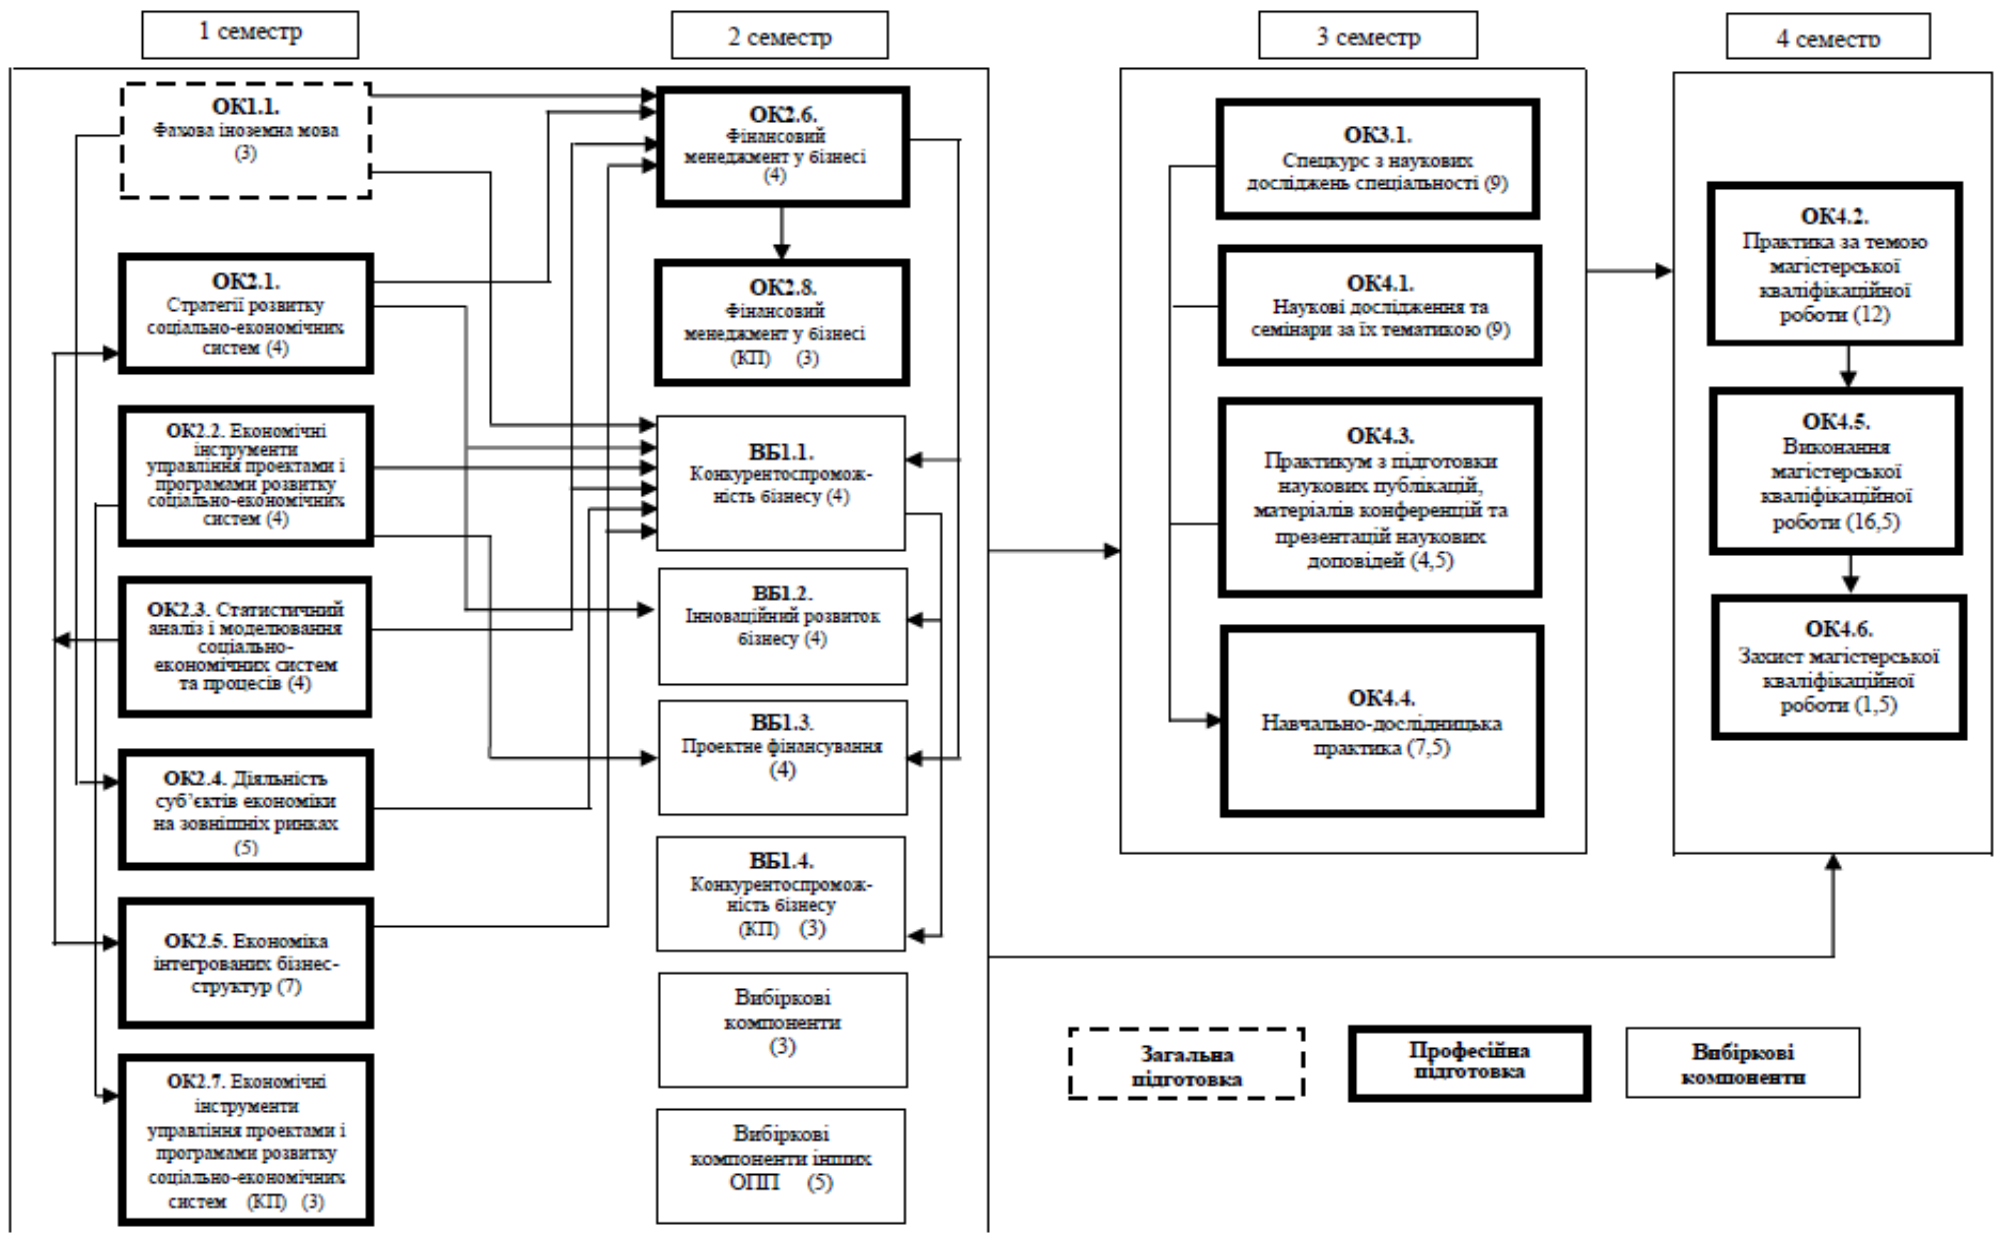 1 семестр
2 семестр
3 семестр
4 семестр
ОК1.1.
Фахова іноземна мова
(3)
ОК2.1.
Стратегії розвитку
соціально-економічних
систем (4)
ОК2.2. Економічні
інструменти
управління проектами і
програмами розвитку
соціально-економічних
систем (4)
ОК2.3. Статистичний
аналіз і моделювання
соціально-
економічних систем
та процесів (4)
ОК2.4. Діяльність
суб’єктів економіки
на зовнішніх ринках
(5)
ОК2.5. Економіка
інтегрованих бізнес-
структур (7)
ОК2.7. Економічні
інструменти
управління проектами і
програмами розвитку
соціально-економічних
систем (КП) (3)
ОК2.6.
Фінансовий
менеджмент у бізнесі
(4)
ОК2.8.
Фінансовий
менеджмент у бізнесі
(КП) (3)
ВБ1.1.
Конкурентоспромож-
ність бізнесу (4)
ВБ1.2.
Інноваційний розвиток
бізнесу (4)
ВБ1.3.
Проектне фінансування
(4)
ВБ1.4.
Конкурентоспромож-
ність бізнесу
(КП) (3)
Вибіркові
компоненти
(3)
Вибіркові
компоненти інших
ОПП (5)
ОК3.1.
Спецкурс з наукових
досліджень спеціальності (9)
ОК4.1.
Наукові дослідження та
семінари за їх тематикою (9)
ОК4.3.
Практикум з підготовки
наукових публікацій,
матеріалів конференцій та
презентацій наукових
доповідей (4,5)
ОК4.4.
Навчально-дослідницька
практика (7,5)
ОК4.2.
Практика за темою
магістерської
кваліфікаційної
роботи (12)
ОК4.5.
Виконання
магістерської
кваліфікаційної
роботи (16,5)
ОК4.6.
Захист магістерської
кваліфікаційної
роботи (1,5)
Загальна
підготовка
Професійна
підготовка
Вибіркові
компоненти